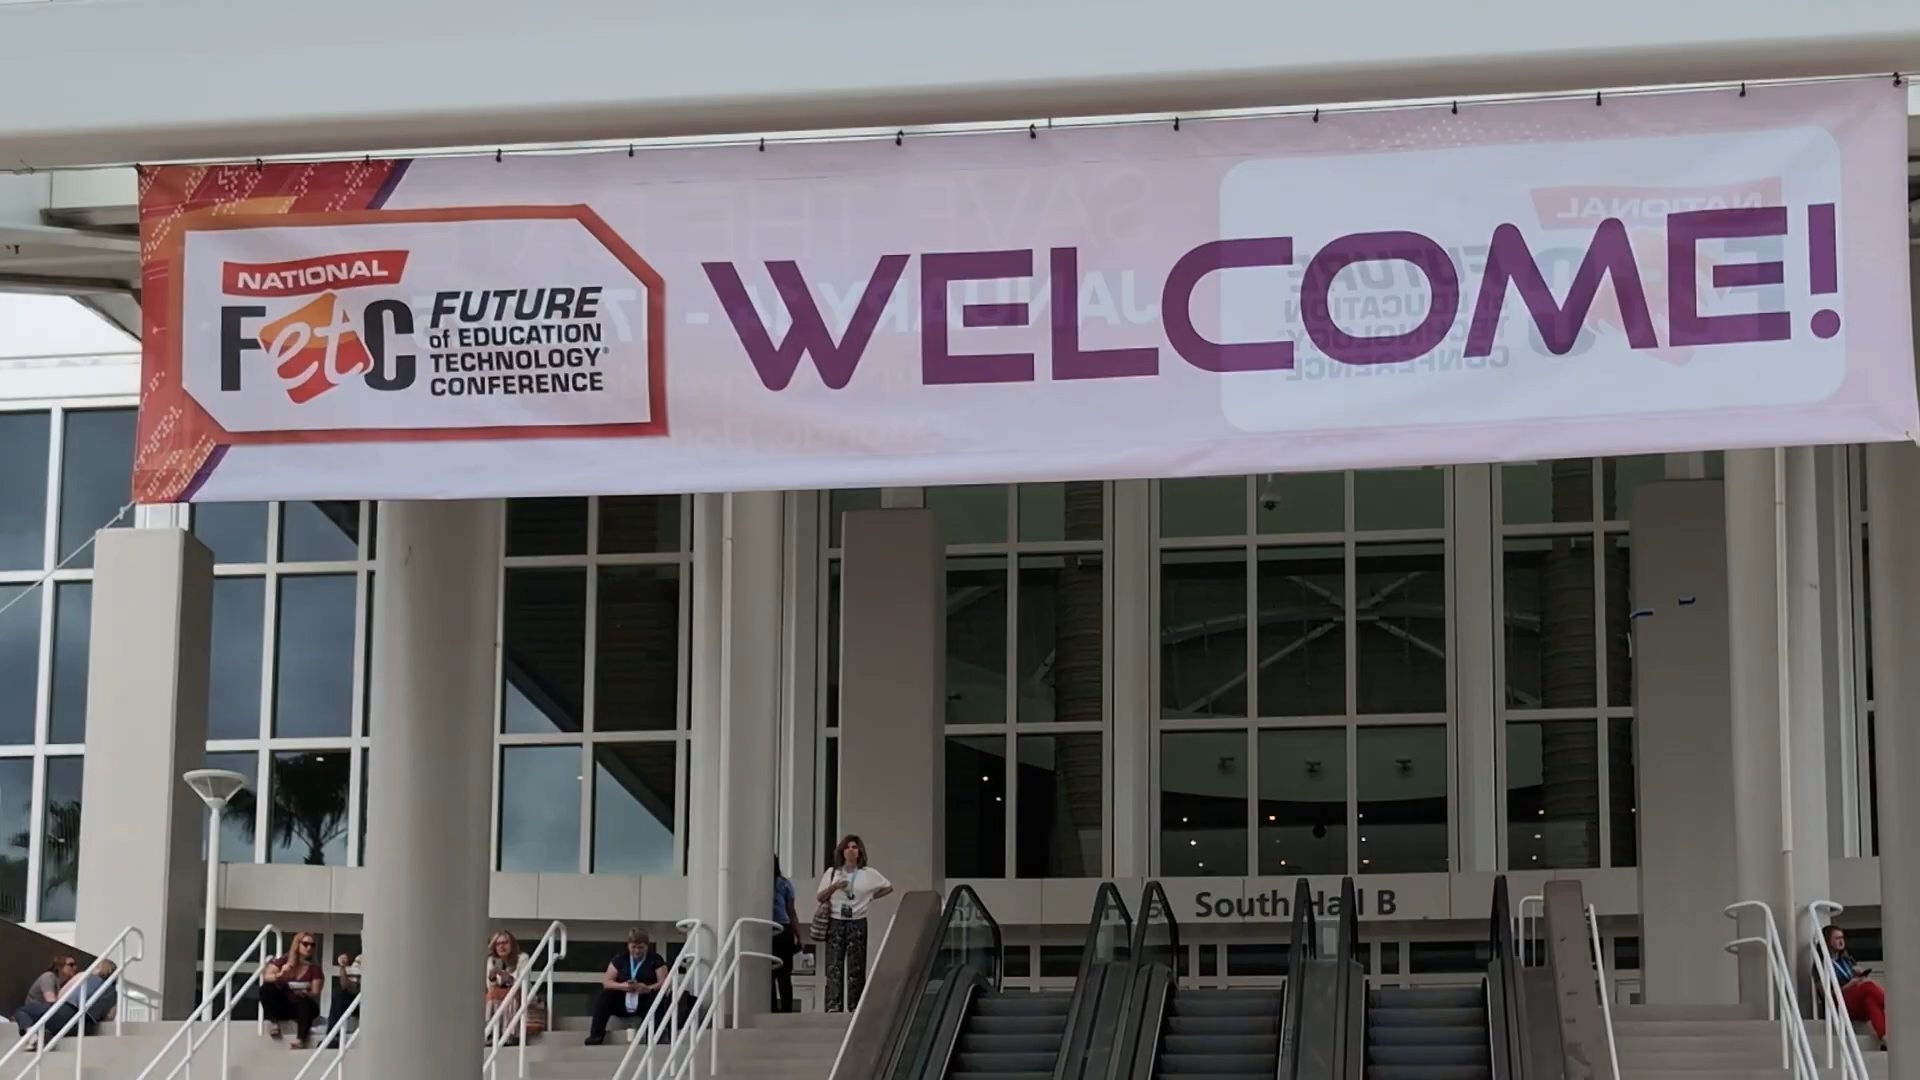 NATIONAL
FetC
FUTURE
of EDUCATION
TECHNOLOGY®
CONFERENCE
WELCOME!
South Hall B